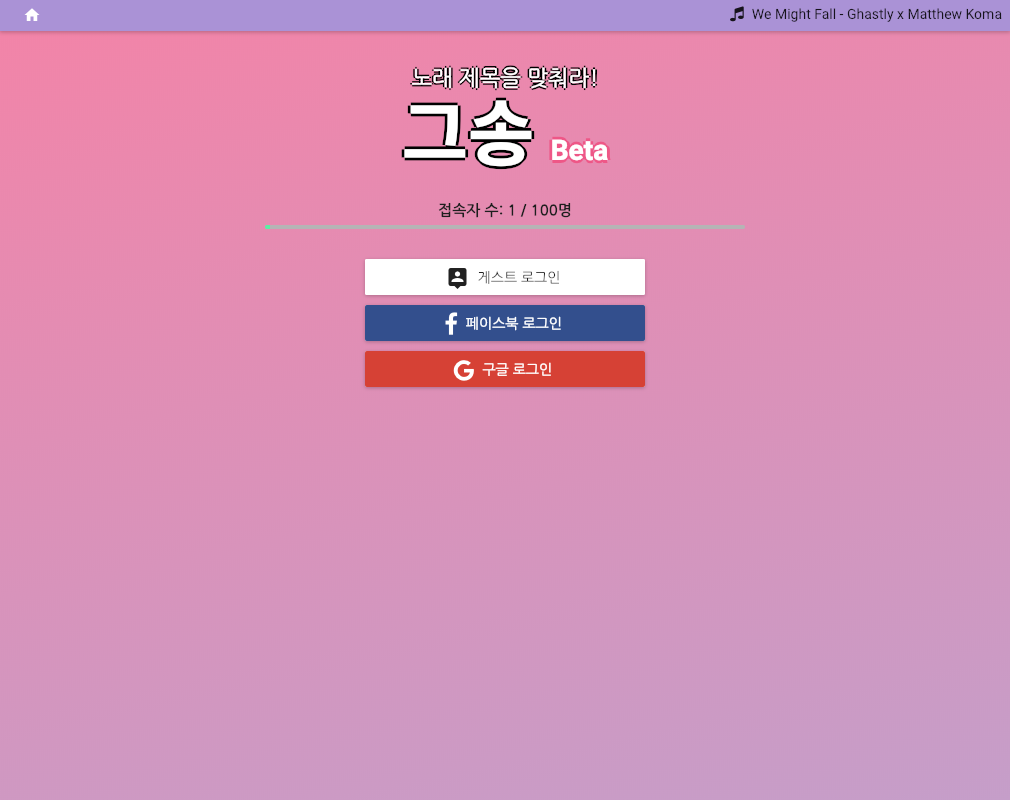 We Might Fall - Ghastly x Matthew Koma
노래 제목을 맞춰라!
그송 Beta
접속자 수: 1 / 100명
게스트 로그인
페이스북 로그인
구글 로그인